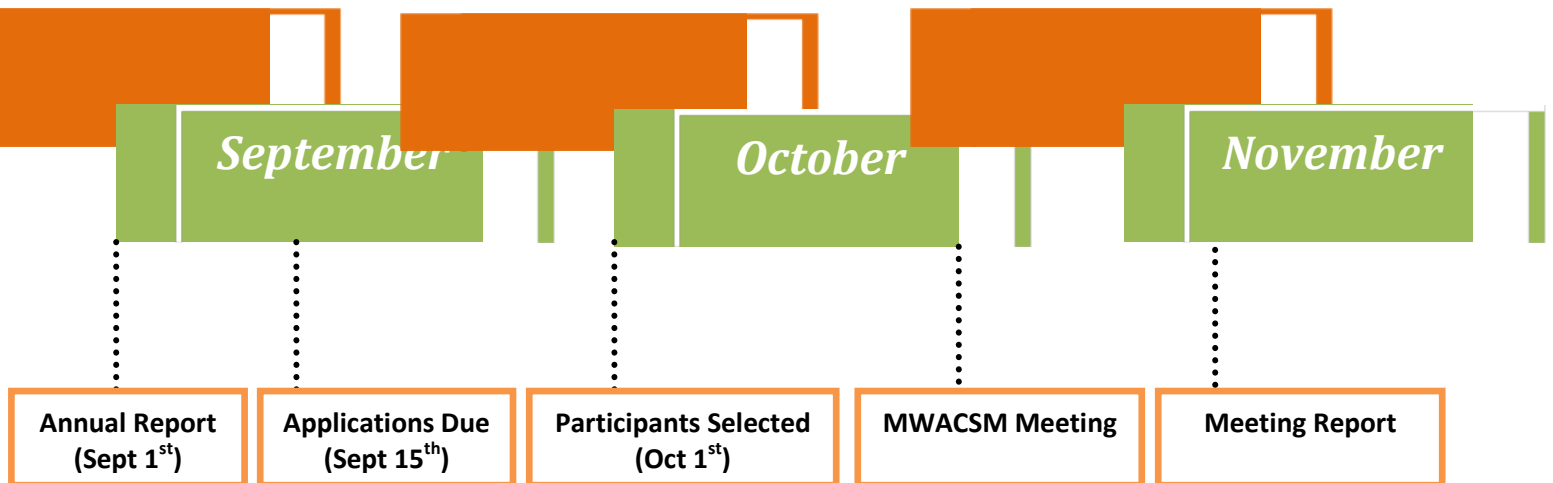 September
October
November
Annual Report
(Sept 1st)
Applications Due
(Sept 15th)
Participants Selected
(Oct 1st)
MWACSM Meeting
Meeting Report